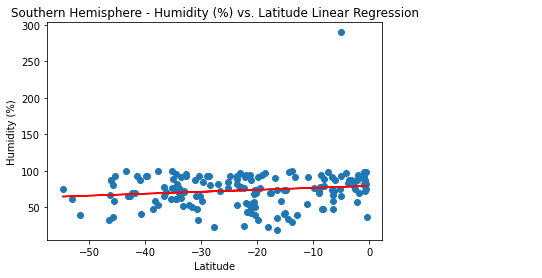 Southern Hemisphere - Humidity (%) vs. Latitude Linear Regression
Humidity (%)
300
250
200
150
100
50
−50 −40 −30 −20 −10 0
Latitude